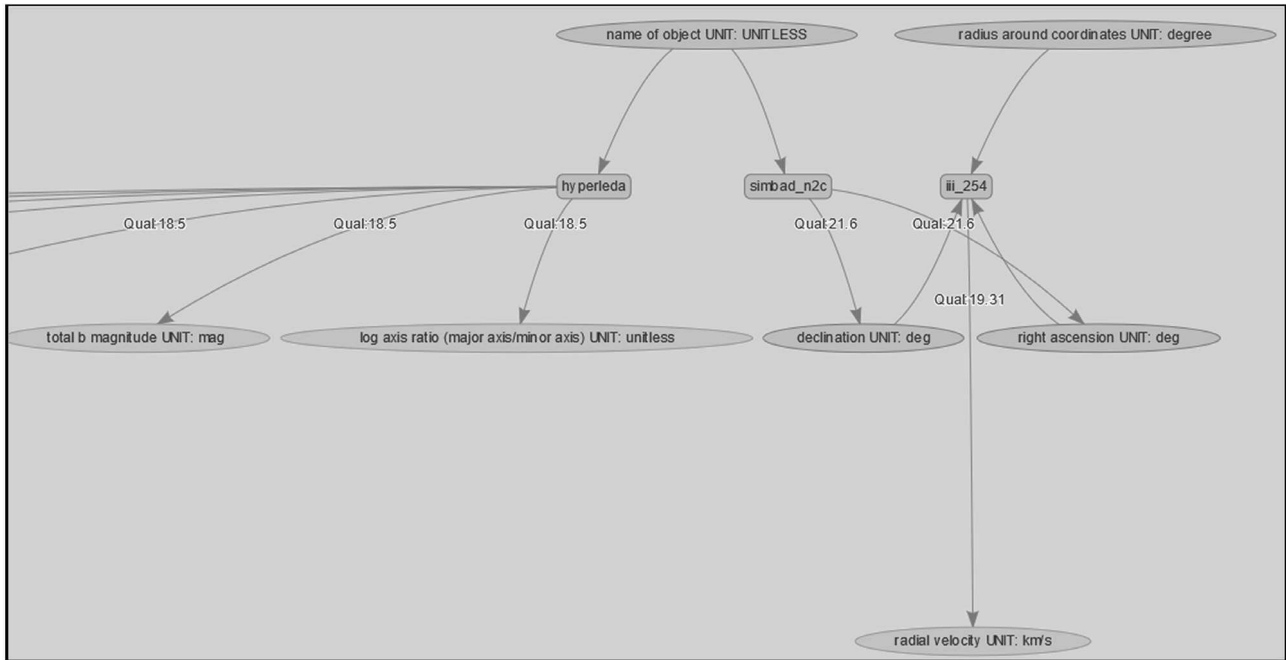 name of object UNIT: UNITLESS
radius around coordinates UNIT: degree
hyperleda
simbad_n2c
iii_254
Qual:18.5
Qual:18.5
Qual:18.5
Qual:21.6
Qual:21.6
Qual:19.31
total b magnitude UNIT: mag
log axis ratio (major axis/minor axis) UNIT: unitless
declination UNIT: deg
right ascension UNIT: deg
radial velocity UNIT: km/s